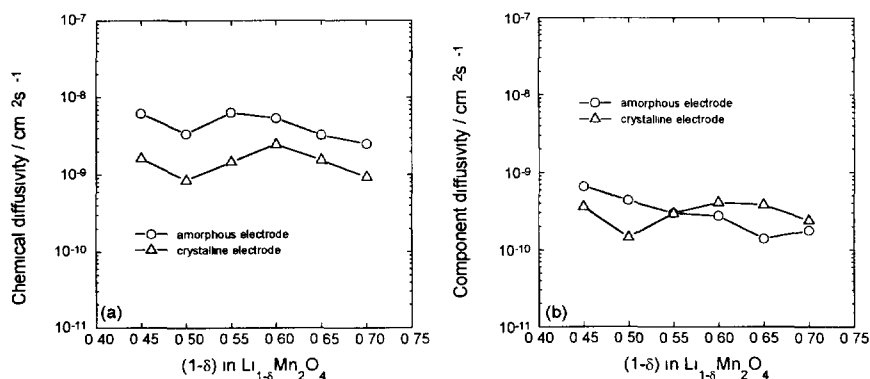 10⁻⁷
10⁻⁸
10⁻⁹
10⁻¹⁰
10⁻¹¹
Chemical diffusivity / cm ²s ⁻¹
amorphous electrode
crystalline electrode
(a)
0 40 0 45 0 50 0 55 0 60 0 65 0 70 0 75
(1-δ) in Li₁₋δMn₂O₄
10⁻⁷
10⁻⁸
10⁻⁹
10⁻¹⁰
10⁻¹¹
Component diffusivity / cm ²s ⁻¹
amorphous electrode
crystalline electrode
(b)
0 40 0 45 0 50 0 55 0 60 0 65 0 70 0 75
(1-δ) in Li₁₋δMn₂O₄